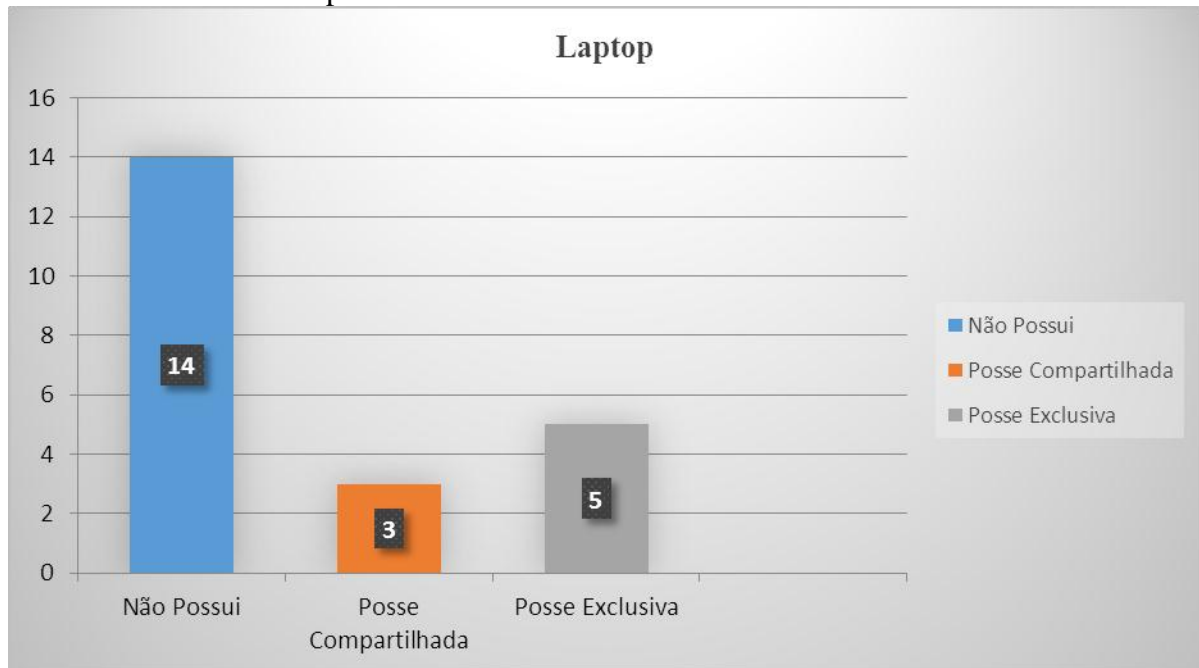 Laptop
16
14
12
10
8
6
4
2
0
14
3
5
Não Possui
Posse
Compartilhada
Posse Exclusiva
Não Possui
Posse Compartilhada
Posse Exclusiva